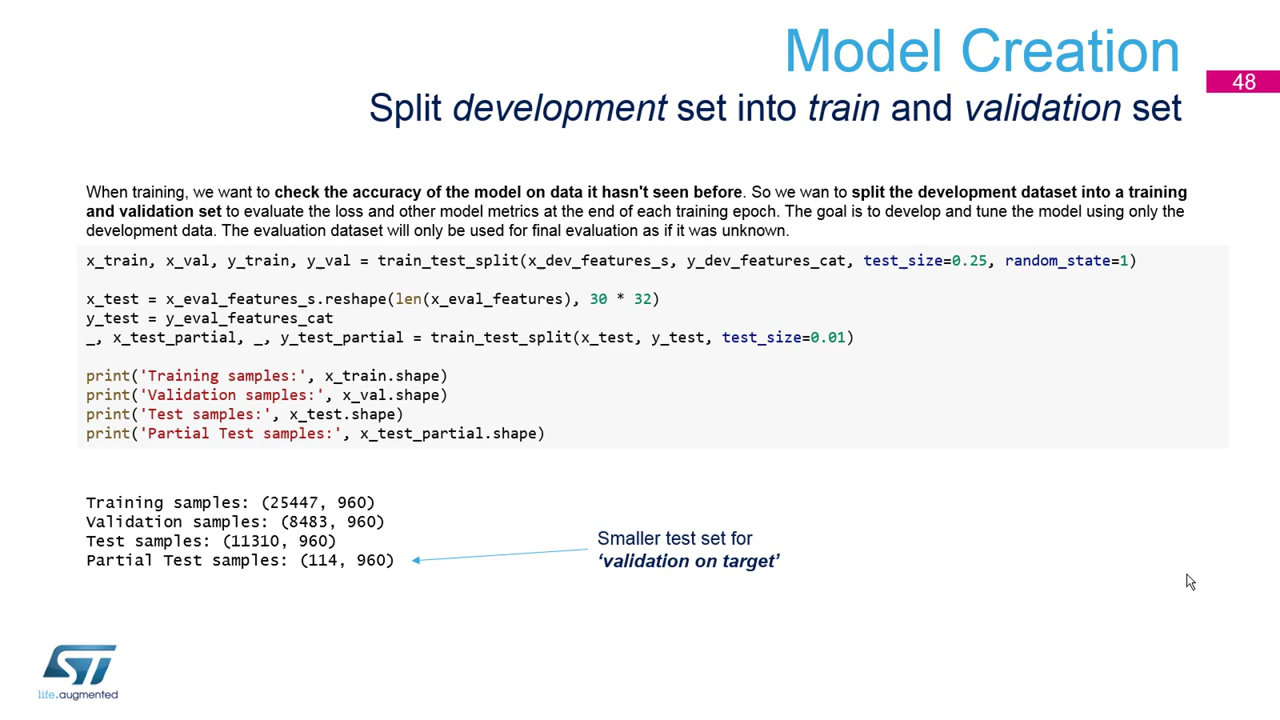 Model Creation
48
Split development set into train and validation set
When training, we want to check the accuracy of the model on data it hasn't seen before. So we wan to split the development dataset into a training
and validation set to evaluate the loss and other model metrics at the end of each training epoch. The goal is to develop and tune the model using only the
development data. The evaluation dataset will only be used for final evaluation as if it was unknown.
x_train, x_val, y_train, y_val = train_test_split(x_dev_features_s, y_dev_features_cat, test_size=0.25, random_state=1)
x_test = x_eval_features_s.reshape(len(x_eval_features), 30 * 32)
y_test = y_eval_features_cat
_, x_test_partial, _, y_test_partial = train_test_split(x_test, y_test, test_size=0.01)
print('Training samples:', x_train.shape)
print('Validation samples:', x_val.shape)
print('Test samples:', x_test.shape)
print('Partial Test samples:', x_test_partial.shape)
Training samples: (25447, 960)
Validation samples: (8483, 960)
Test samples: (11310, 960)
Partial Test samples: (114, 960)
Smaller test set for
‘validation on target’
ST
life.augmented